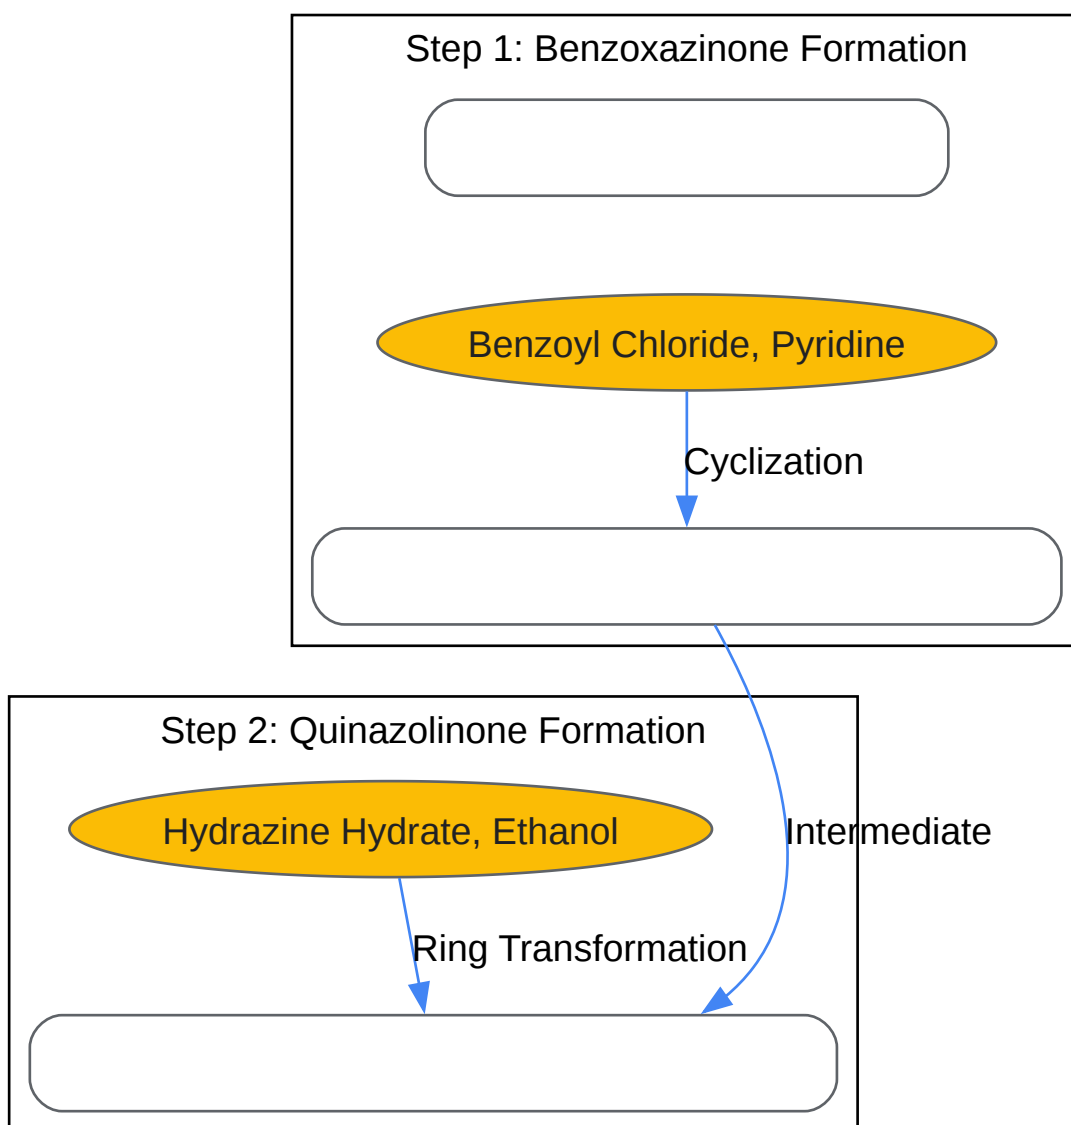 Step 1: Benzoxazinone Formation
Benzoyl Chloride, Pyridine
Cyclization
Step 2: Quinazolinone Formation
Hydrazine Hydrate, Ethanol
Intermediate
Ring Transformation